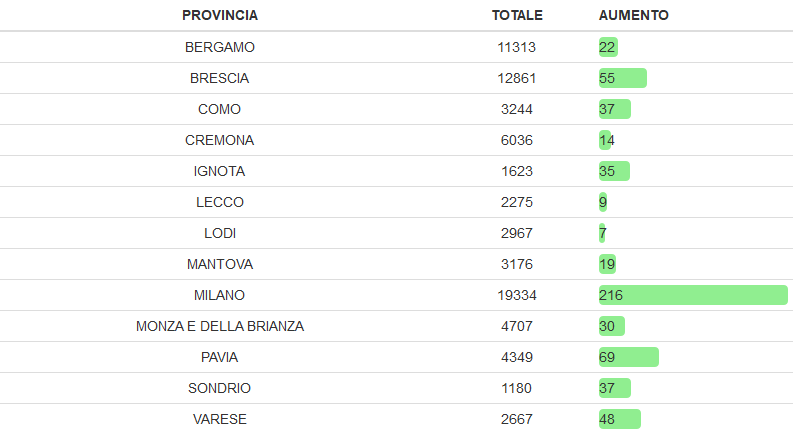 PROVINCIA TOTALE AUMENTO
BERGAMO 11313 22
BRESCIA 12861 55
COMO 3244 37
CREMONA 6036 14
IGNOTA 1623 35
LECCO 2275 9
LODI 2967 7
MANTOVA 3176 19
MILANO 19334 216
MONZA E DELLA BRIANZA 4707 30
PAVIA 4349 69
SONDRIO 1180 37
VARESE 2667 48